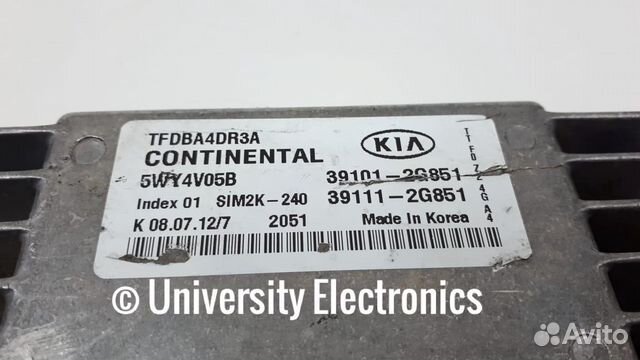 TFDBA4DR3A
CONTINENTAL
KIA
5WY4V05B 39101-2G851
Index 01 SIM2K-240 39111-2G851
K 08.07.12/7 2051 Made in Korea
© University Electronics
Avito